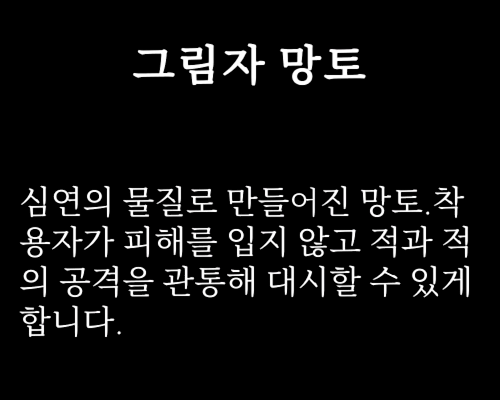 그림자 망토
심연의 물질로 만들어진 망토.착
용자가 피해를 입지 않고 적과 적
의 공격을 관통해 대시할 수 있게
합니다.